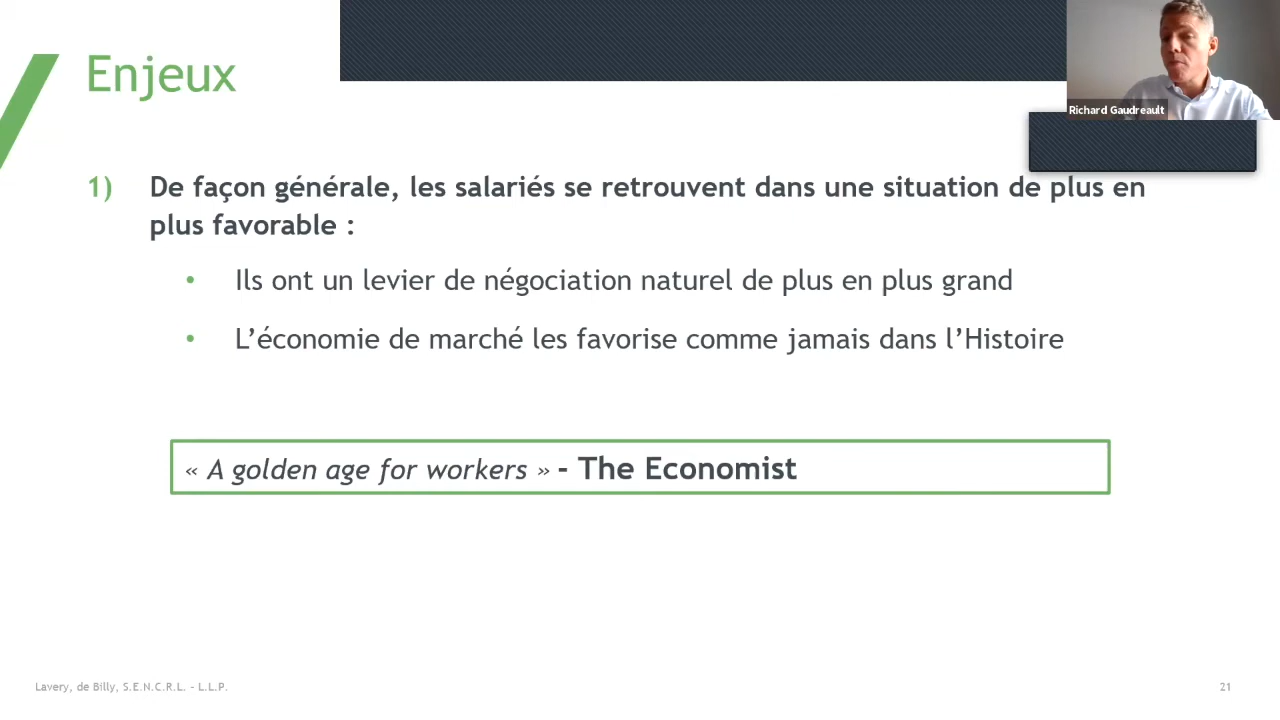 Enjeux
Richard Gaudreault
1) De façon générale, les salariés se retrouvent dans une situation de plus en
plus favorable :
• Ils ont un levier de négociation naturel de plus en plus grand
• L’économie de marché les favorise comme jamais dans l’Histoire
« A golden age for workers » - The Economist
Lavery, de Billy, S.E.N.C.R.L. - L.L.P.
21